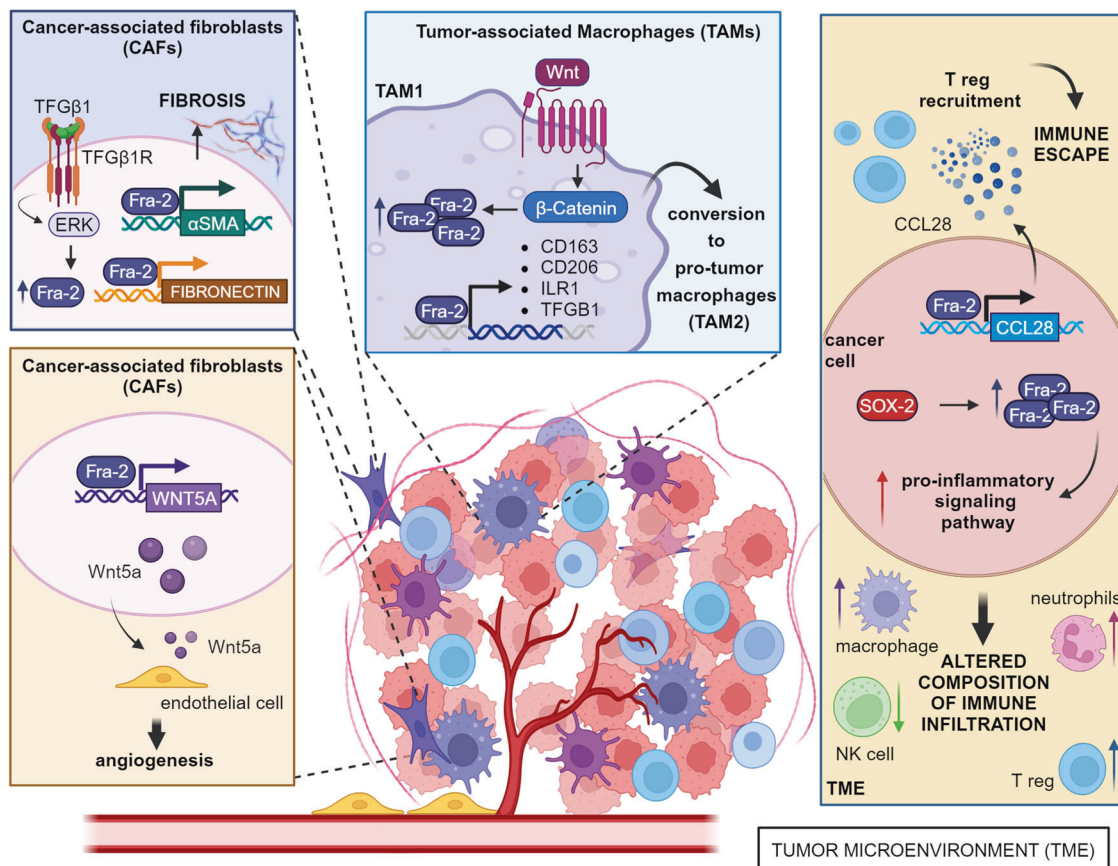 Cancer-associated fibroblasts
(CAFs)
TFGβ1
FIBROSIS
TFGβ1R
ERK
Fra-2
αSMA
Fra-2
Fra-2
FIBRONECTIN
Cancer-associated fibroblasts
(CAFs)
Fra-2
WNT5A
Wnt5a
Wnt5a
endothelial cell
angiogenesis
Tumor-associated Macrophages (TAMs)
TAM1
Wnt
β-Catenin
Fra-2
Fra-2
Fra-2
• CD163
• CD206
• ILR1
• TFGB1
Fra-2
conversion
to
pro-tumor
macrophages
(TAM2)
T reg
recruitment
IMMUNE
ESCAPE
CCL28
Fra-2
CCL28
cancer
cell
SOX-2
Fra-2
Fra-2
Fra-2
pro-inflammatory
signaling
pathway
macrophage
neutrophils
ALTERED
COMPOSITION
OF IMMUNE
INFILTRATION
NK cell
T reg
TME
TUMOR MICROENVIRONMENT (TME)